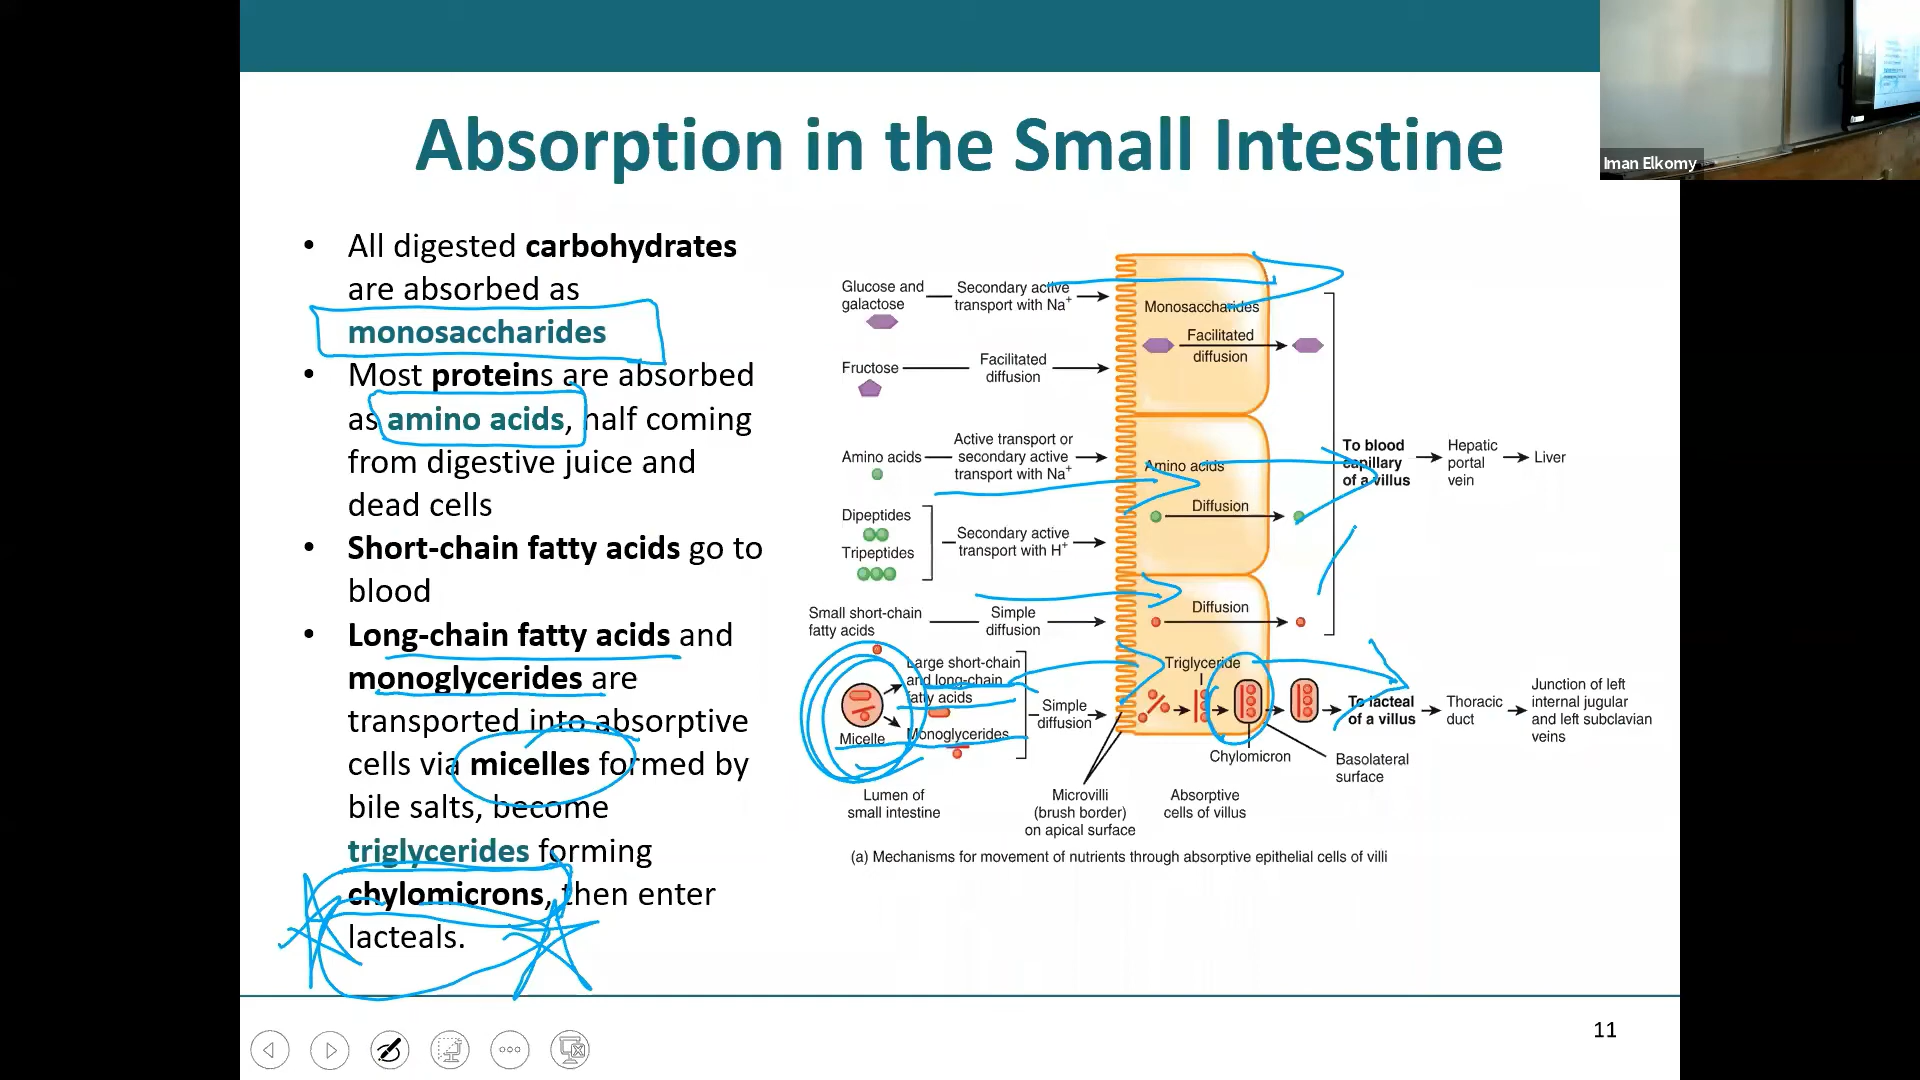 Absorption in the Small Intestine
Iman Elkomy
• All digested carbohydrates
are absorbed as
monosaccharides
• Most proteins are absorbed
as amino acids, half coming
from digestive juice and
dead cells
• Short-chain fatty acids go to
blood
• Long-chain fatty acids and
monoglycerides are
transported into absorptive
cells via micelles formed by
bile salts, become
triglycerides forming
chylomicrons, then enter
lacteals.
Glucose and
galactose
Secondary active
transport with Na+
Monosaccharides
Facilitated
diffusion
Fructose
Facilitated
diffusion
Amino acids
Active transport or
secondary active
transport with Na+
Amino acids
Diffusion
To blood
capillary
of a villus
Hepatic
portal
vein
Liver
Dipeptides
Tripeptides
Secondary active
transport with H+
Small short-chain
fatty acids
Simple
diffusion
Diffusion
Micelle
Large short-chain
and long-chain
fatty acids
Monoglycerides
Simple
diffusion
Triglyceride
Chylomicron
To lacteal
of a villus
Thoracic
duct
Junction of left
internal jugular
and left subclavian
veins
Basolateral
surface
Lumen of
small intestine
Microvilli
(brush border)
on apical surface
Absorptive
cells of villus
(a) Mechanisms for movement of nutrients through absorptive epithelial cells of villi
11